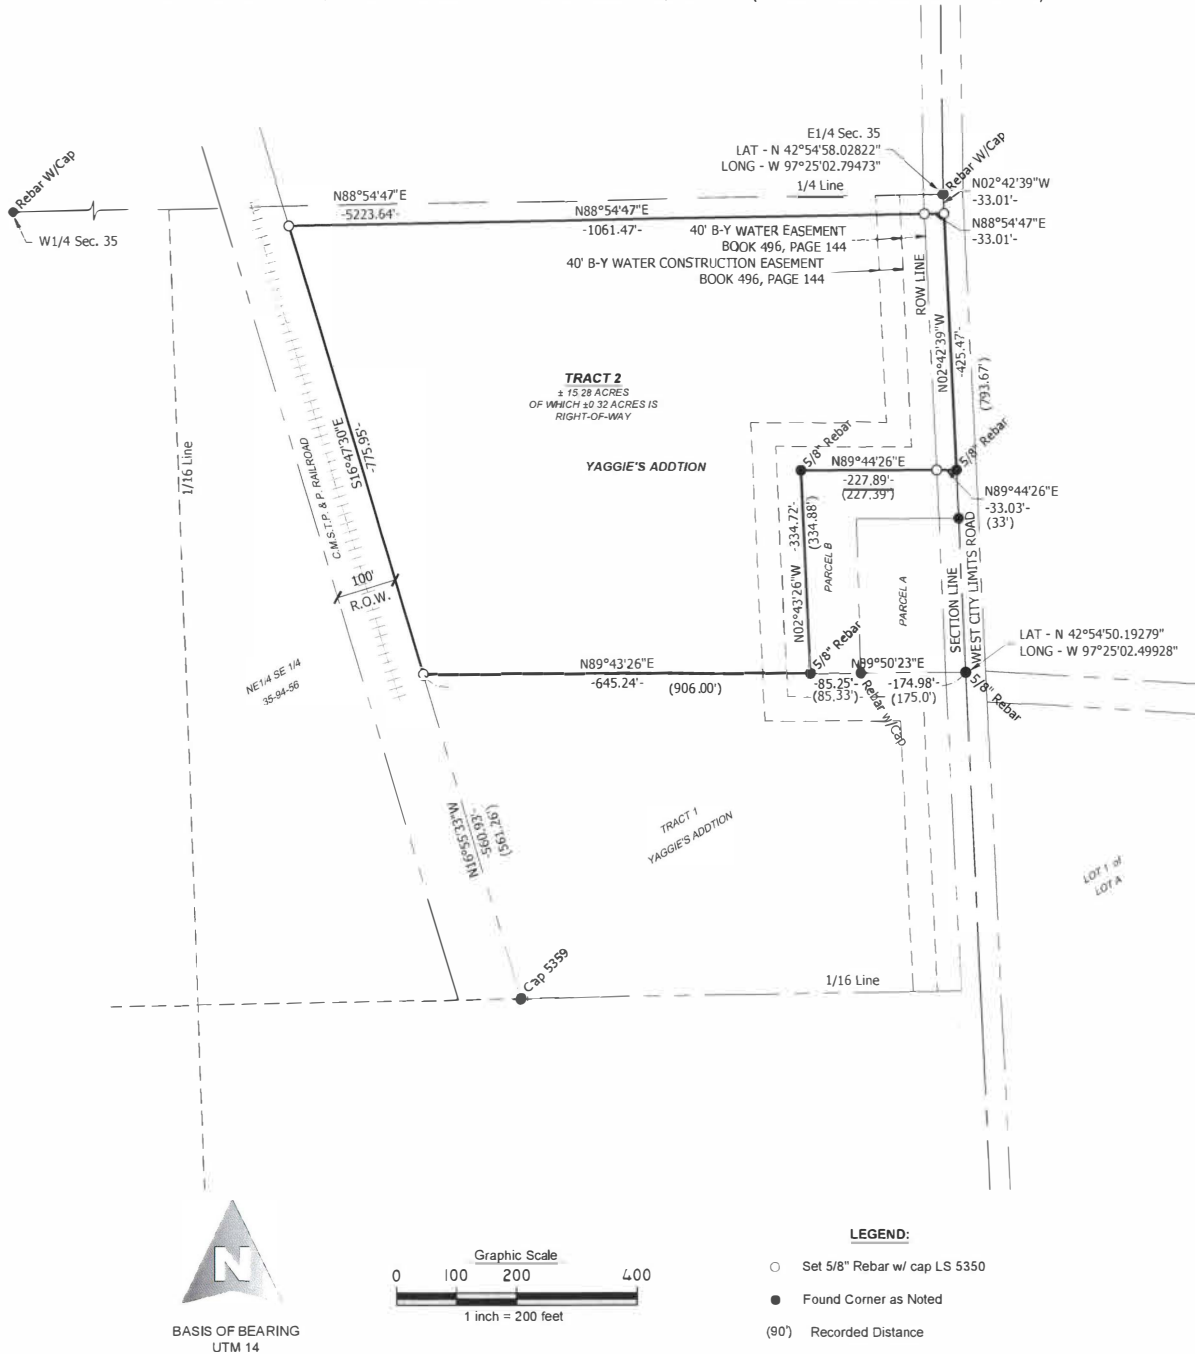 E1/4 Sec. 35
LAT - N 42°54'58.02822"
LONG - W 97°25'02.79473"
Rebar W/Cap
Rebar W/Cap
W1/4 Sec. 35
N88°54'47"E
-5223.64'-
1/4 Line
N88°54'47"E
-1061.47'-
N02°42'39"W
-33.01'-
N88°54'47"E
-33.01'-
40' B-Y WATER EASEMENT
BOOK 496, PAGE 144
40' B-Y WATER CONSTRUCTION EASEMENT
BOOK 496, PAGE 144
ROW LINE
N02°42'39"W
-425.47'-
(793.67')
TRACT 2
± 15.28 ACRES
OF WHICH ±0.32 ACRES IS
RIGHT-OF-WAY
YAGGIE'S ADDTION
1/16 Line
C.M.S.T.P. & P. RAILROAD
S16°47'30"E
-775.95'-
100'
R.O.W.
5/8" Rebar
5/8" Rebar
N89°44'26"E
-227.89'-
(227.39')
N89°44'26"E
-33.03'-
(33')
N02°43'26"W
-334.72'-
(334.88')
PARCEL B
PARCEL A
SECTION LINE
WEST CITY LIMITS ROAD
LAT - N 42°54'50.19279"
LONG - W 97°25'02.49928"
NE1/4 SE 1/4
35-94-56
N89°43'26"E
-645.24'-
(906.00')
5/8" Rebar
N89°50'23"E
-85.25'-
(85.33')
-174.98'-
(175.0')
Rebar w/Cap
5/8" Rebar
N16°55'33"W
-560.93'-
(561.26')
TRACT 1
YAGGIE'S ADDTION
LOT 1 of
LOT A
Cap 5359
1/16 Line
N
BASIS OF BEARING
UTM 14
Graphic Scale
0 100 200 400
1 inch = 200 feet
LEGEND:
Set 5/8" Rebar w/ cap LS 5350
Found Corner as Noted
(90') Recorded Distance